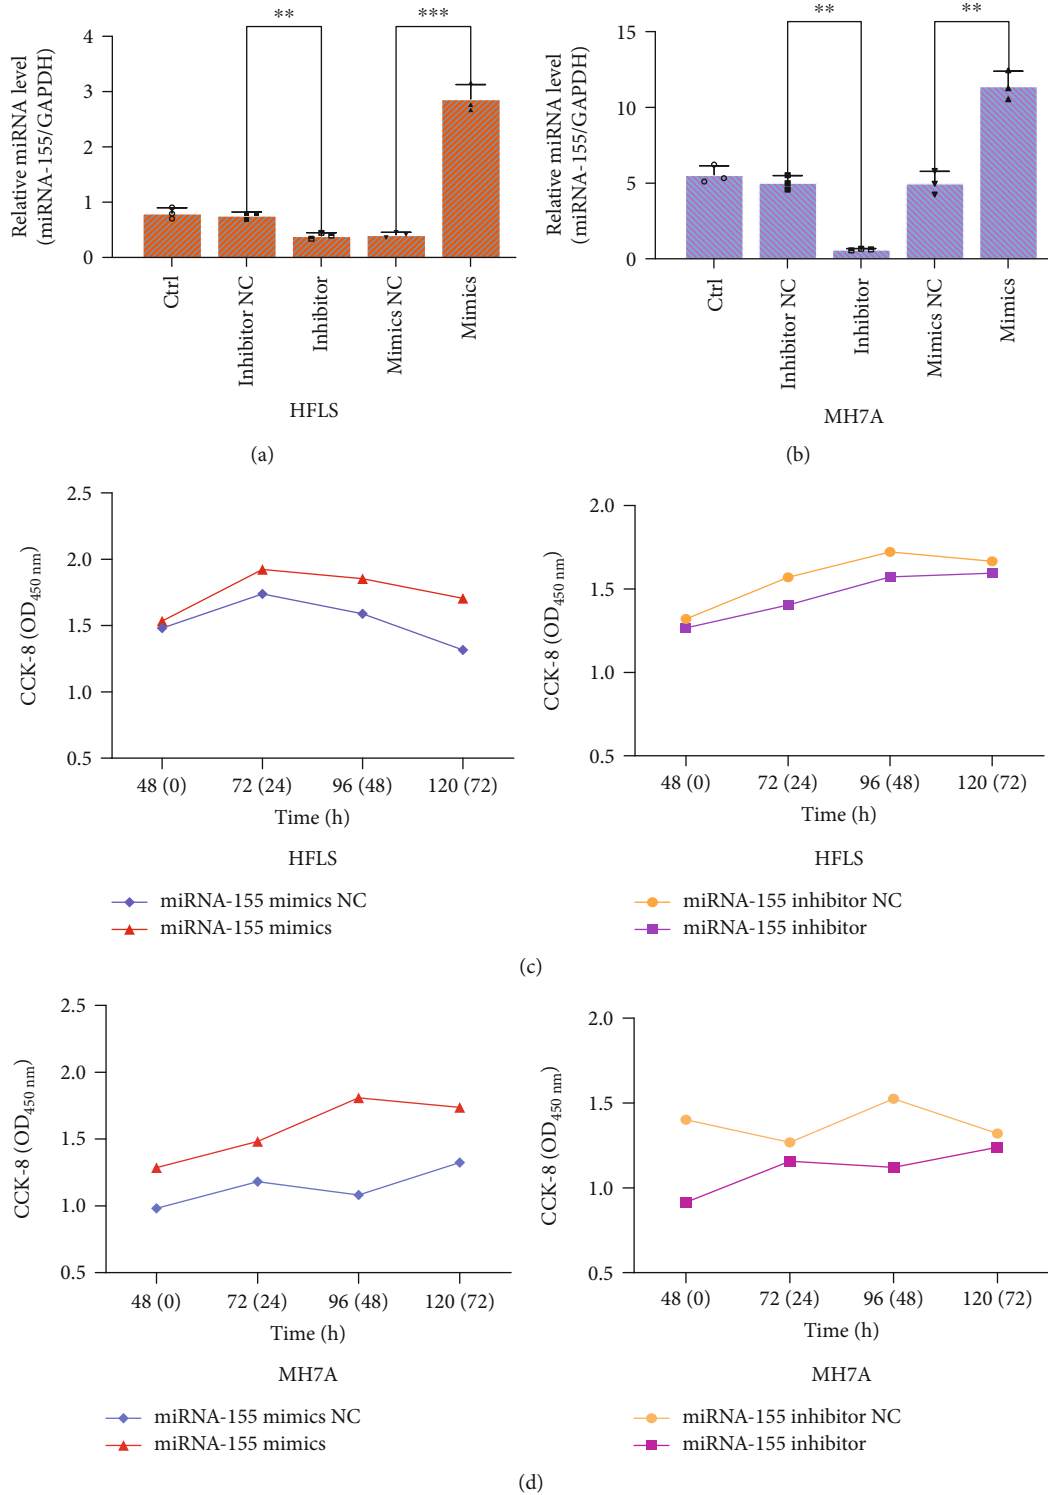 ** ***
Relative miRNA level
(miRNA-155/GAPDH)
4
3
2
1
0
Ctrl
Inhibitor NC
Inhibitor
Mimics NC
Mimics
HFLS
(a)
** **
Relative miRNA level
(miRNA-155/GAPDH)
15
10
5
0
Ctrl
Inhibitor NC
Inhibitor
Mimics NC
Mimics
MH7A
(b)
CCK-8 (OD450 nm)
2.5
2.0
1.5
1.0
0.5
48 (0) 72 (24) 96 (48) 120 (72)
Time (h)
HFLS
miRNA-155 mimics NC
miRNA-155 mimics
CCK-8 (OD450 nm)
2.0
1.5
1.0
0.5
48 (0) 72 (24) 96 (48) 120 (72)
Time (h)
HFLS
miRNA-155 inhibitor NC
miRNA-155 inhibitor
(c)
CCK-8 (OD450 nm)
2.5
2.0
1.5
1.0
0.5
48 (0) 72 (24) 96 (48) 120 (72)
Time (h)
MH7A
miRNA-155 mimics NC
miRNA-155 mimics
CCK-8 (OD450 nm)
2.0
1.5
1.0
0.5
48 (0) 72 (24) 96 (48) 120 (72)
Time (h)
MH7A
miRNA-155 inhibitor NC
miRNA-155 inhibitor
(d)